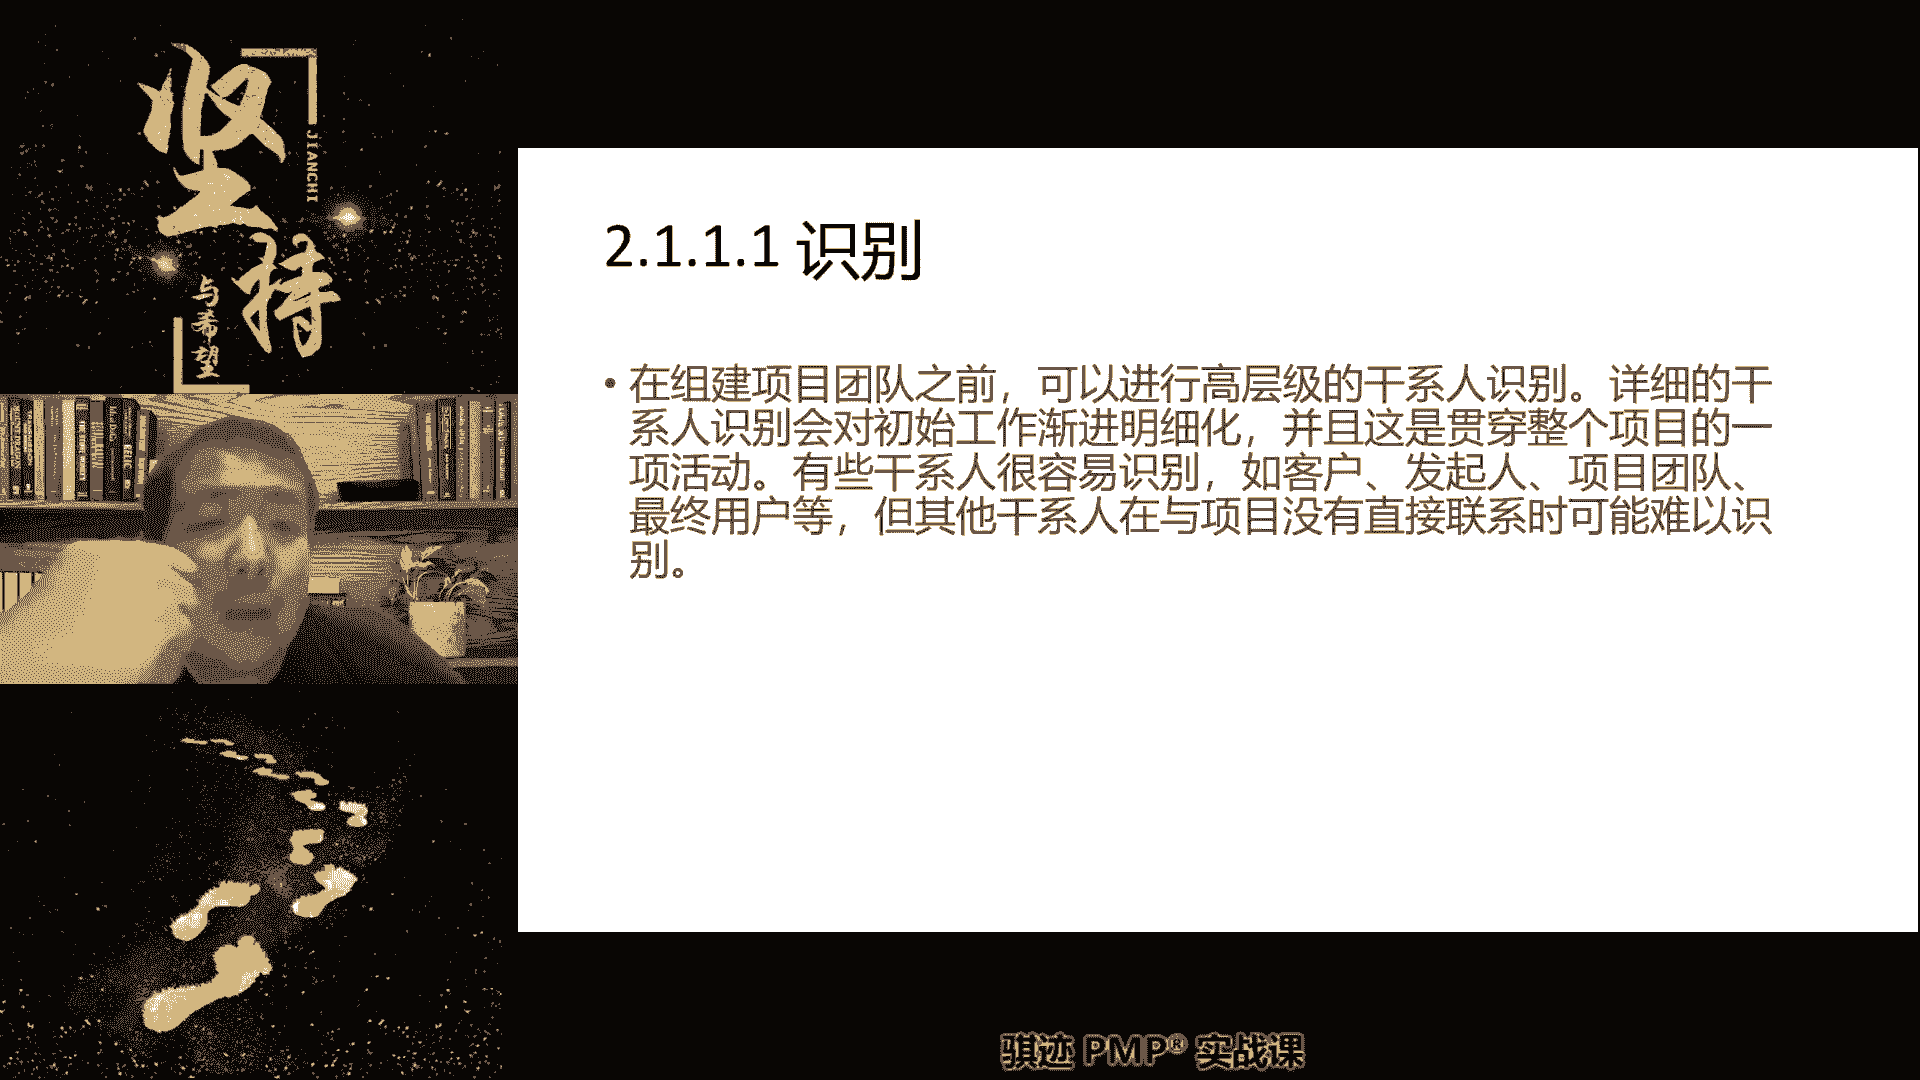 坚持
JIANCHI
与希望
2.1.1.1 识别
• 在组建项目团队之前，可以进行高层级的干系人识别。详细的干
系人识别会对初始工作渐进明细化，并且这是贯穿整个项目的一
项活动。有些干系人很容易识别，如客户、发起人、项目团队、
最终用户等，但其他干系人在与项目没有直接联系时可能难以识
别。
骐迹 PMP® 实战课